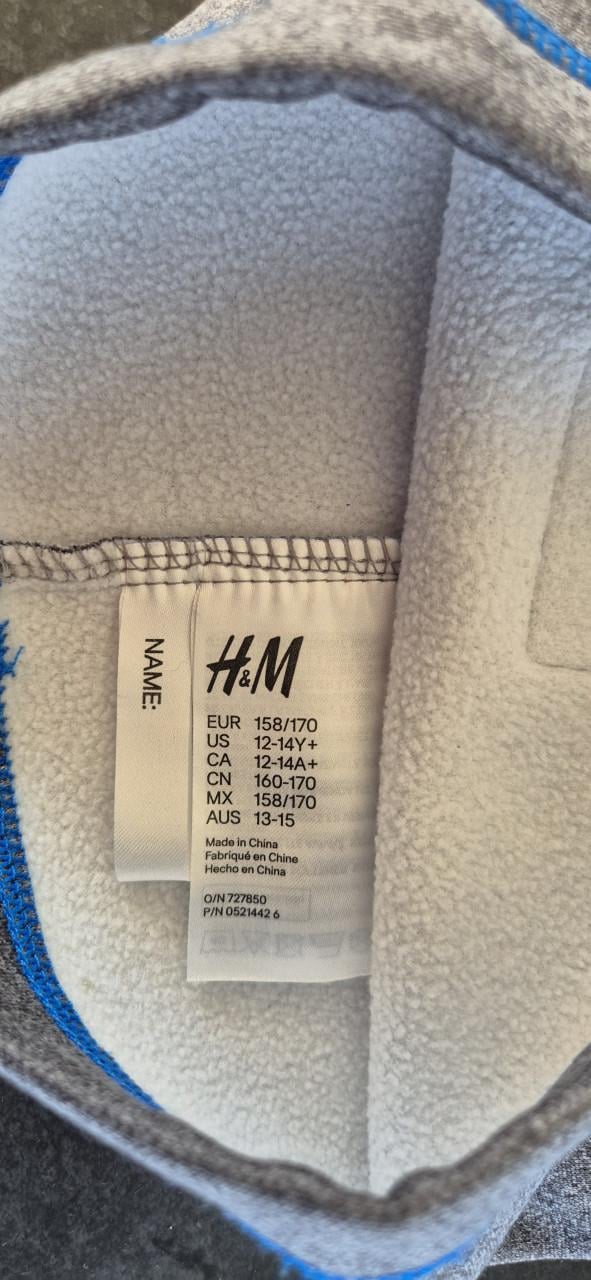 NAME:
H&M
EUR 158/170
US 12-14Y+
CA 12-14A+
CN 160-170
MX 158/170
AUS 13-15
Made in China
Fabriqué en Chine
Hecho en China
O/N 727850
P/N 0521442 6